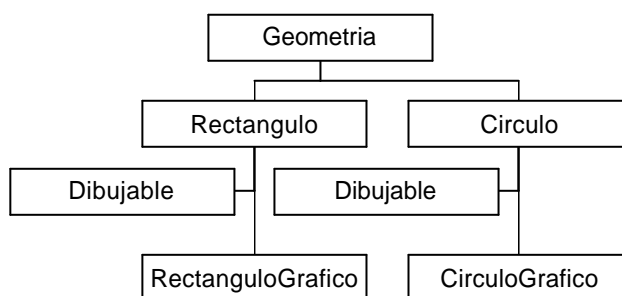 Geometria
Rectangulo
Circulo
Dibujable
Dibujable
RectanguloGrafico
CirculoGrafico